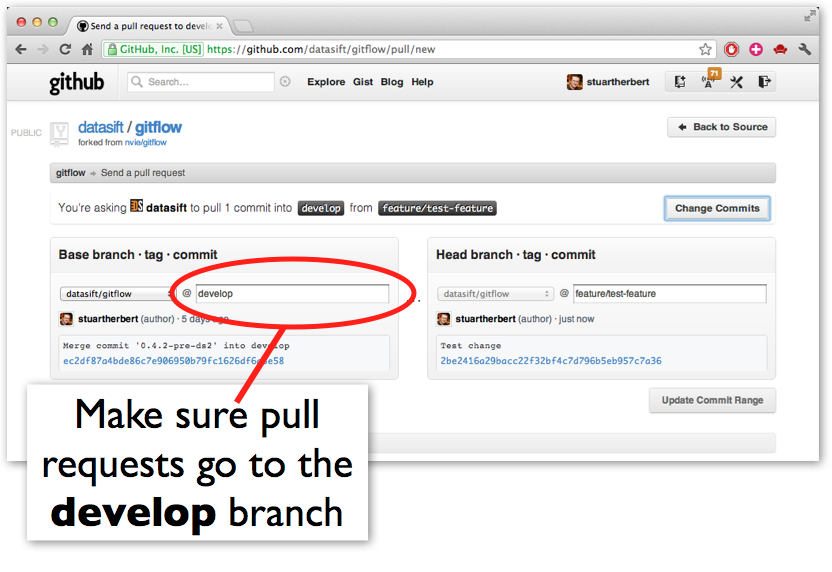 Send a pull request to develo
GitHub, Inc. [US] https://github.com/datasift/gitflow/pull/new
github Search... Explore Gist Blog Help stuartherbert 71
PUBLIC datasift / gitflow Back to Source
forked from nvie/gitflow
gitflow Send a pull request
You're asking datasift to pull 1 commit into develop from feature/test-feature Change Commits
Base branch · tag · commit
datasift/gitflow @ develop
stuartherbert (author) · 5 days ago
Merge commit '0.4.2-pre-ds2' into develop
...
Head branch · tag · commit
datasift/gitflow @ feature/test-feature
stuartherbert (author) · just now
Test change
2be2416a29bacc22f32bf4c7d796b5eb957c7a36
Update Commit Range
Make sure pull
requests go to the
develop branch